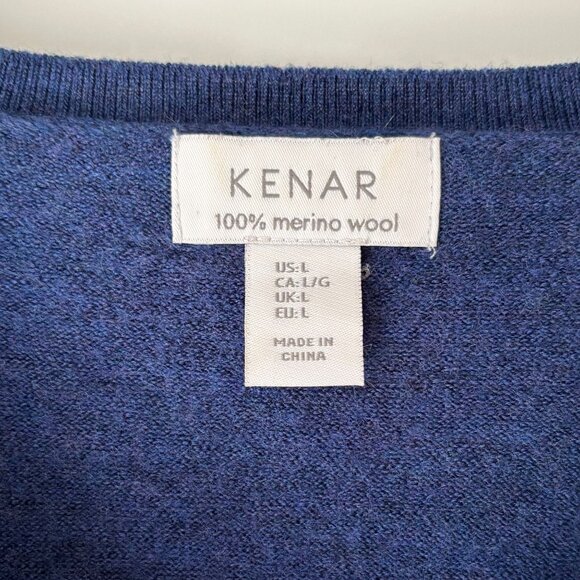 KENAR
100% merino wool
US:L
CA: L/G
UK:L
EU: L
MADE IN
CHINA